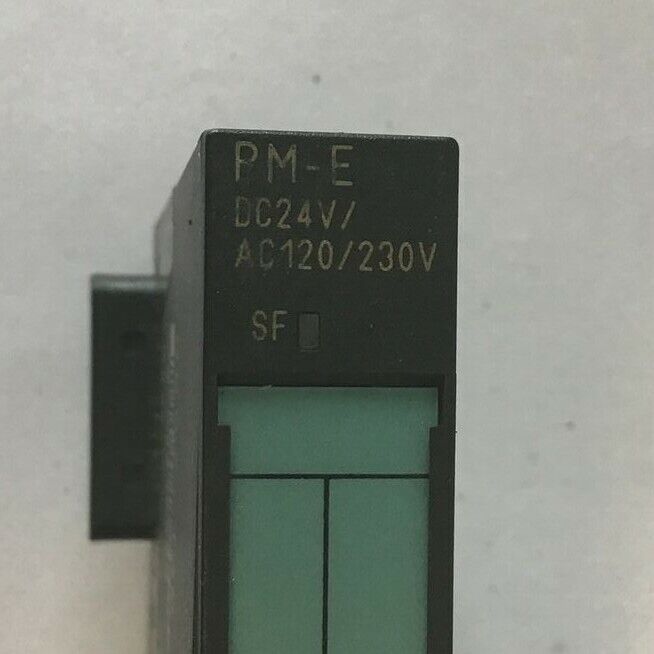 PM-E
DC24V/
AC120/230V
SF